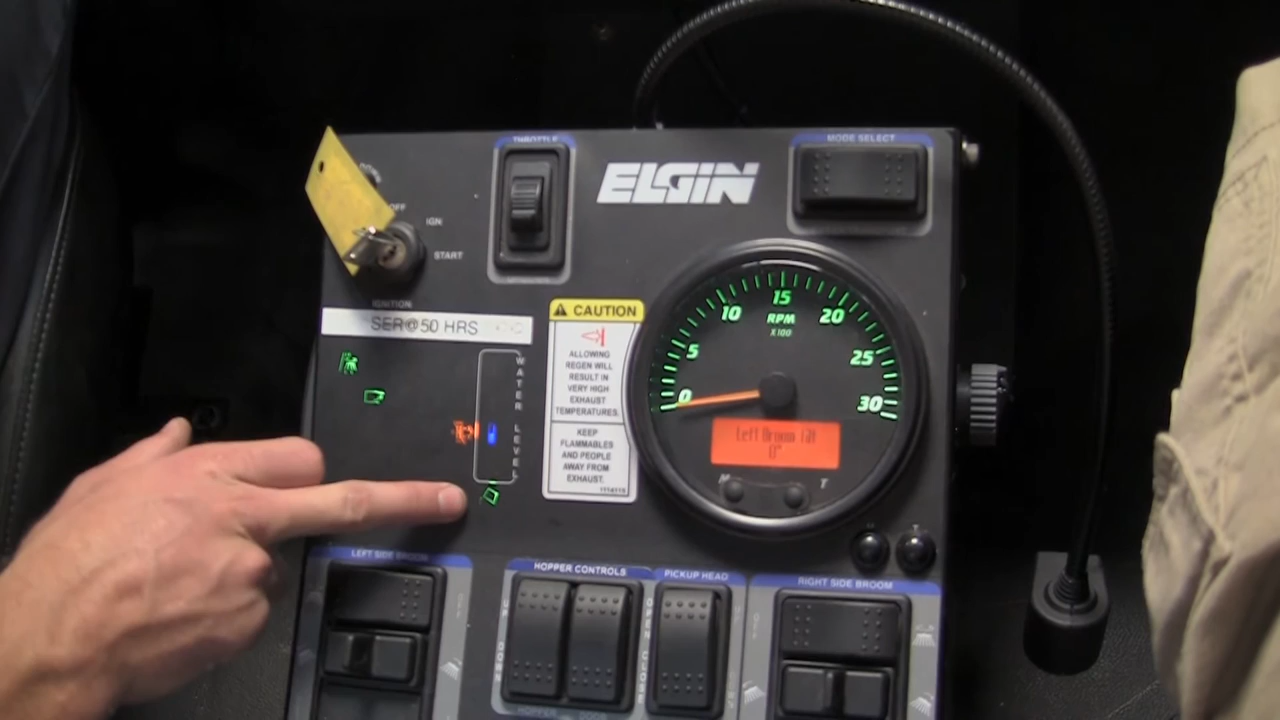 THROTTLE
MODE SELECT
ELGIN
OFF
IGN
START
IGNITION
SER@50 HRS
CAUTION
ALLOWING
REGEN WILL
RESULT IN
VERY HIGH
EXHAUST
TEMPERATURES.
KEEP
FLAMMABLES
AND PEOPLE
AWAY FROM
EXHAUST.
WATER LEVEL
0
5
10
15
20
25
30
RPM
X100
Left Broom Tilt
0°
M
T
LEFT SIDE BROOM
HOPPER CONTROLS
PICKUP HEAD
RIGHT SIDE BROOM